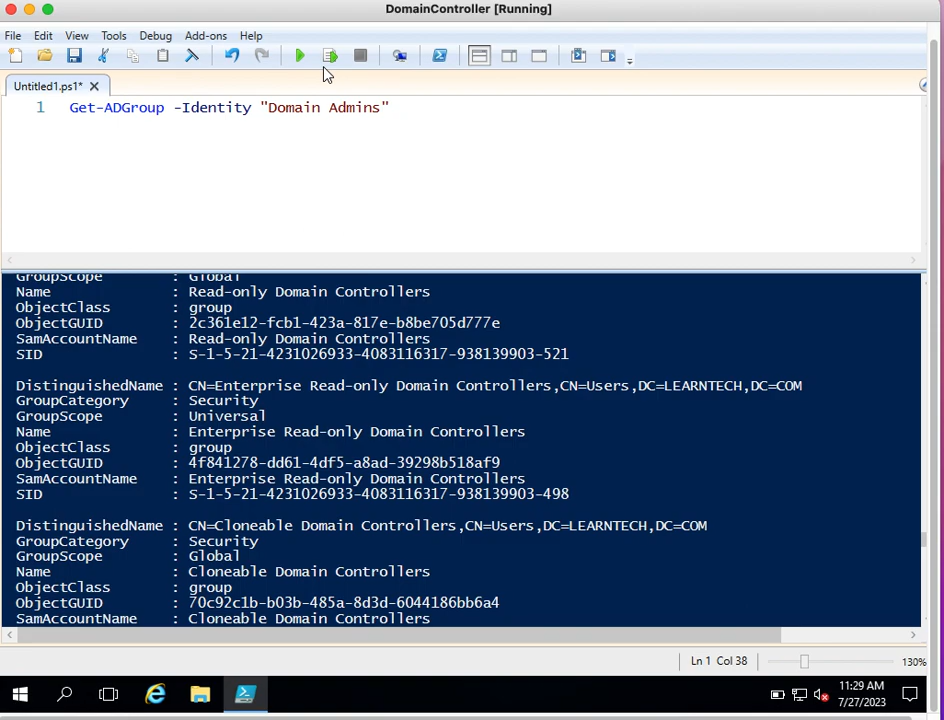 DomainController [Running]
File Edit View Tools Debug Add-ons Help
Untitled1.ps1*
1 Get-ADGroup -Identity "Domain Admins"
GroupScope : Global
Name : Read-only Domain Controllers
ObjectClass : group
ObjectGUID : 2c361e12-fcb1-423a-817e-b8be705d777e
SamAccountName : Read-only Domain Controllers
SID : S-1-5-21-4231026933-4083116317-938139903-521
DistinguishedName : CN=Enterprise Read-only Domain Controllers,CN=Users,DC=LEARNTECH,DC=COM
GroupCategory : Security
GroupScope : Universal
Name : Enterprise Read-only Domain Controllers
ObjectClass : group
ObjectGUID : 4f841278-dd61-4df5-a8ad-39298b518af9
SamAccountName : Enterprise Read-only Domain Controllers
SID : S-1-5-21-4231026933-4083116317-938139903-498
DistinguishedName : CN=Cloneable Domain Controllers,CN=Users,DC=LEARNTECH,DC=COM
GroupCategory : Security
GroupScope : Global
Name : Cloneable Domain Controllers
ObjectClass : group
ObjectGUID : 70c92c1b-b03b-485a-8d3d-6044186bb6a4
SamAccountName : Cloneable Domain Controllers
Ln 1 Col 38 130%
11:29 AM
7/27/2023